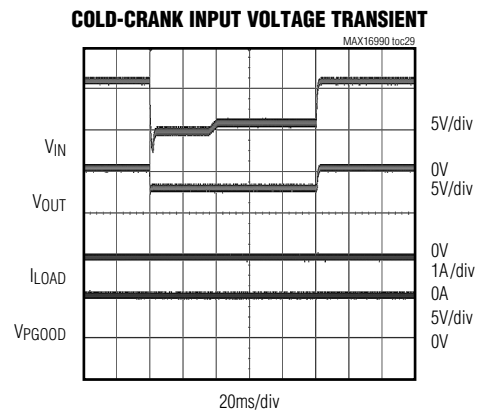 COLD-CRANK INPUT VOLTAGE TRANSIENT
MAX16990 toc29
VIN
5V/div
0V
VOUT
5V/div
0V
ILOAD
1A/div
0A
VPGOOD
5V/div
0V
20ms/div